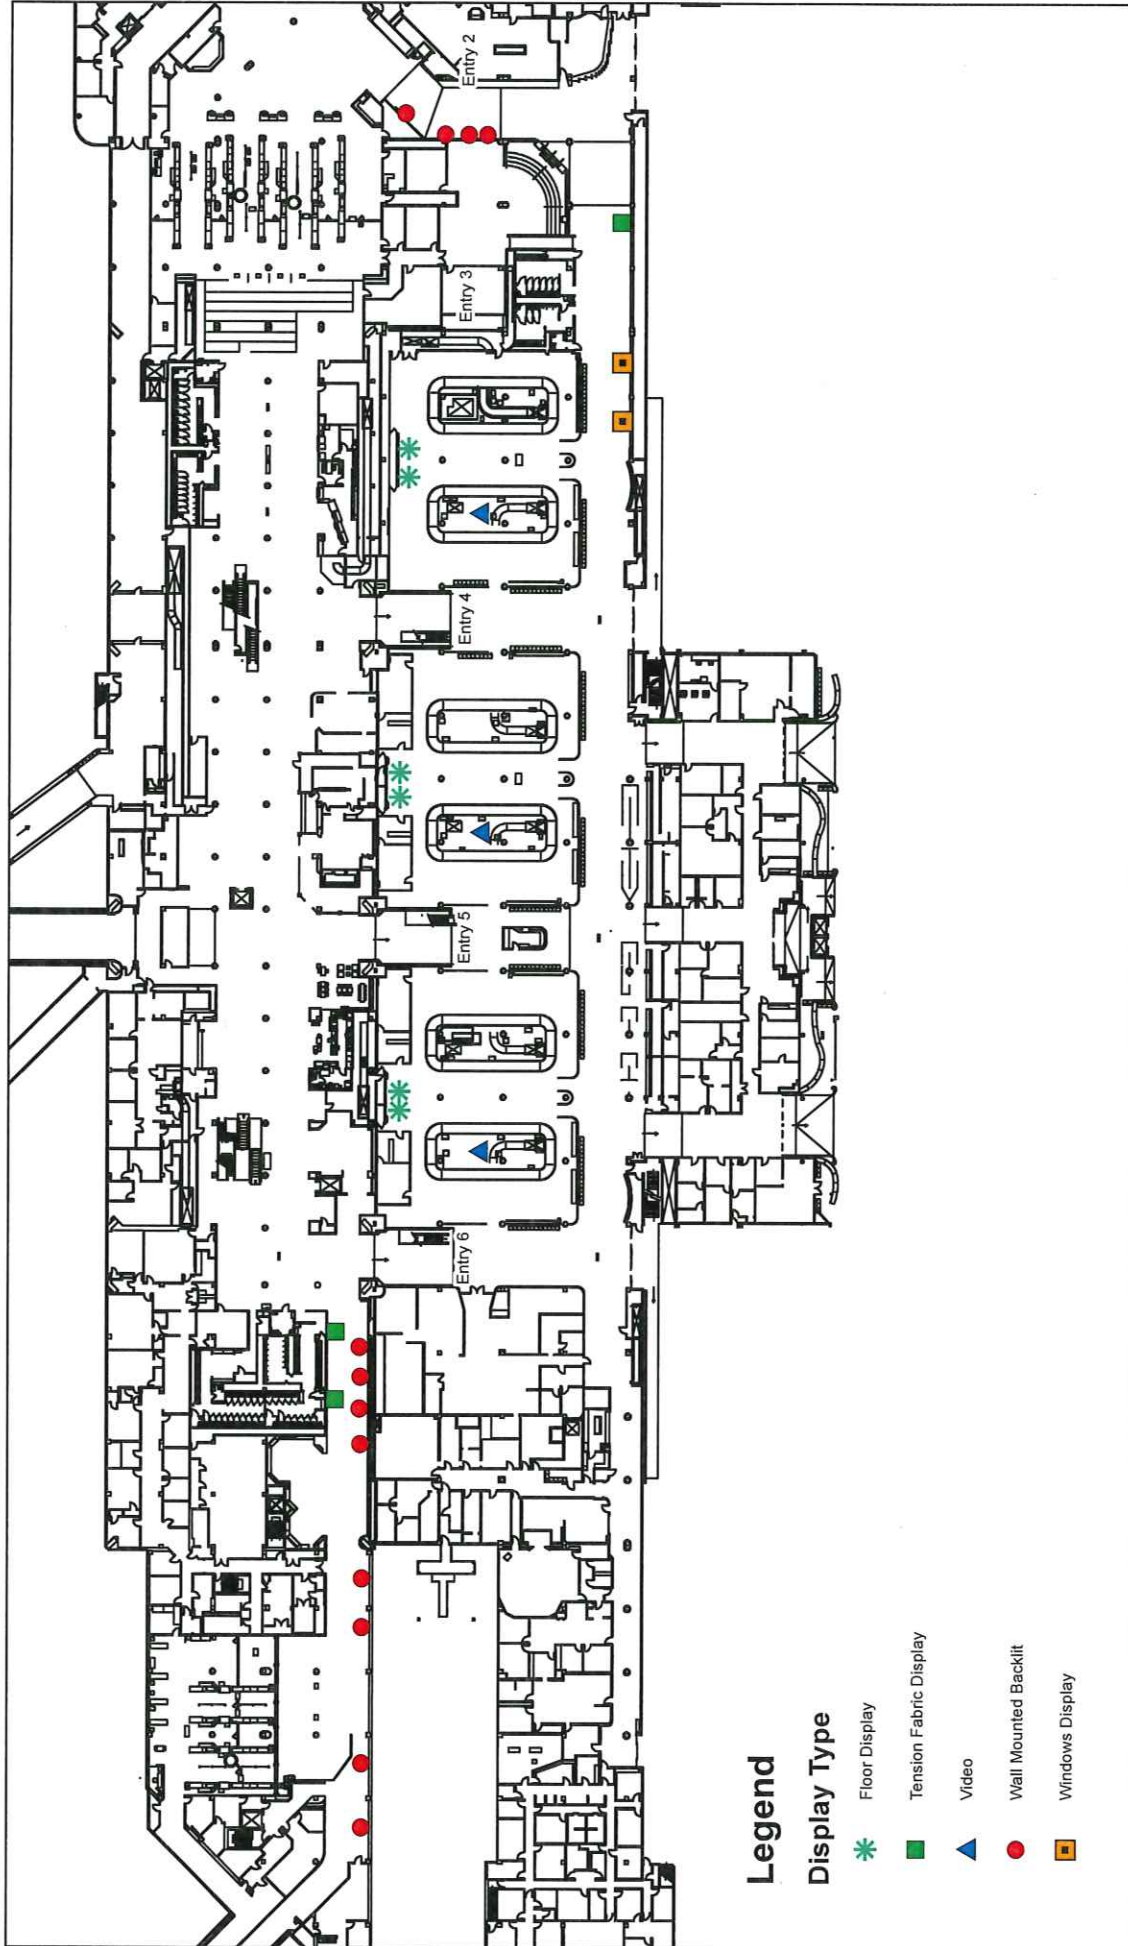 Entry 2
Entry 3
Entry 4
Entry 5
Entry 6
Legend
Display Type
Floor Display
Tension Fabric Display
Video
Wall Mounted Backlit
Windows Display